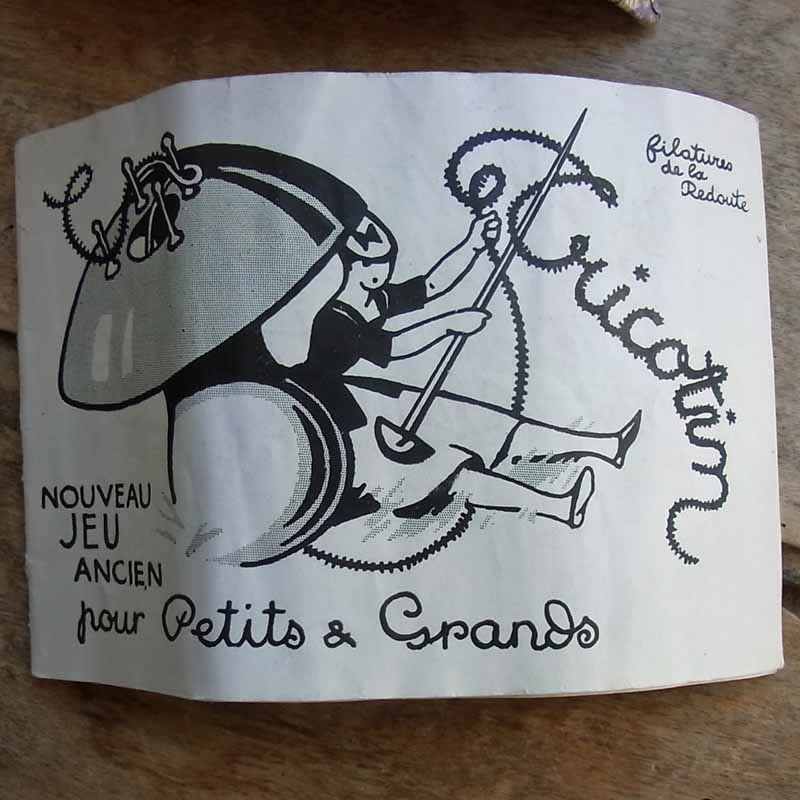 filatures
de la
Redoute
Tricotin
NOUVEAU
JEU
ANCIEN
pour Petits & Grands